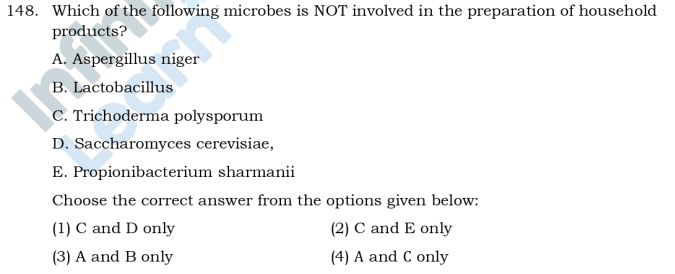 148. Which of the following microbes is NOT involved in the preparation of household
products?
A. Aspergillus niger
B. Lactobacillus
C. Trichoderma polysporum
D. Saccharomyces cerevisiae,
E. Propionibacterium sharmanii
Choose the correct answer from the options given below:
(1) C and D only (2) C and E only
(3) A and B only (4) A and C only
Learn